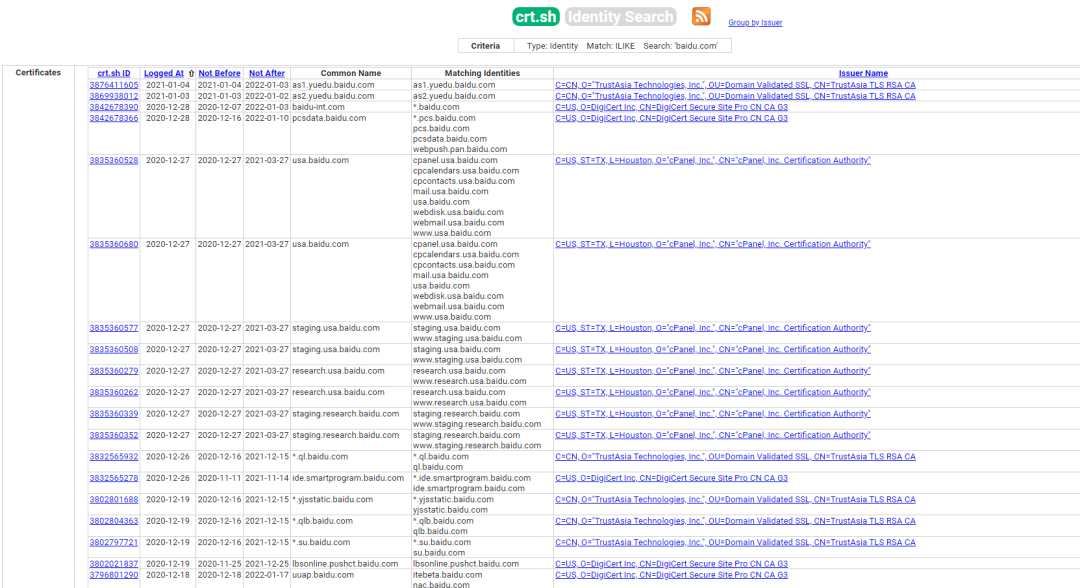 crt.sh Identity Search Group by Issuer
Criteria Type: Identity Match: ILIKE Search: 'baidu.com'
Certificates crt.sh ID Logged At ⇧ Not Before Not After Common Name Matching Identities Issuer Name
3876411605 2021-01-04 2021-01-04 2022-01-03 as1.yuedu.baidu.com as1.yuedu.baidu.com C=CN, O="TrustAsia Technologies, Inc.", OU=Domain Validated SSL, CN=TrustAsia TLS RSA CA
3869938012 2021-01-03 2021-01-03 2022-01-02 as2.yuedu.baidu.com as2.yuedu.baidu.com C=CN, O="TrustAsia Technologies, Inc.", OU=Domain Validated SSL, CN=TrustAsia TLS RSA CA
3842678390 2020-12-28 2020-12-07 2022-01-03 baidu-int.com *.baidu.com C=US, O=DigiCert Inc, CN=DigiCert Secure Site Pro CN CA G3
3842678366 2020-12-28 2020-12-16 2022-01-10 pcsdata.baidu.com *.pcs.baidu.com C=US, O=DigiCert Inc, CN=DigiCert Secure Site Pro CN CA G3
pcs.baidu.com
pcsdata.baidu.com
webpush.pan.baidu.com
3835360528 2020-12-27 2020-12-27 2021-03-27 usa.baidu.com cpanel.usa.baidu.com C=US, ST=TX, L=Houston, O="cPanel, Inc.", CN="cPanel, Inc. Certification Authority"
cpcalendars.usa.baidu.com
cpcontacts.usa.baidu.com
mail.usa.baidu.com
usa.baidu.com
webdisk.usa.baidu.com
webmail.usa.baidu.com
www.usa.baidu.com
3835360680 2020-12-27 2020-12-27 2021-03-27 usa.baidu.com cpanel.usa.baidu.com C=US, ST=TX, L=Houston, O="cPanel, Inc.", CN="cPanel, Inc. Certification Authority"
cpcalendars.usa.baidu.com
cpcontacts.usa.baidu.com
mail.usa.baidu.com
usa.baidu.com
webdisk.usa.baidu.com
webmail.usa.baidu.com
www.usa.baidu.com
3835360577 2020-12-27 2020-12-27 2021-03-27 staging.usa.baidu.com staging.usa.baidu.com C=US, ST=TX, L=Houston, O="cPanel, Inc.", CN="cPanel, Inc. Certification Authority"
www.staging.usa.baidu.com
3835360508 2020-12-27 2020-12-27 2021-03-27 staging.usa.baidu.com staging.usa.baidu.com C=US, ST=TX, L=Houston, O="cPanel, Inc.", CN="cPanel, Inc. Certification Authority"
www.staging.usa.baidu.com
3835360279 2020-12-27 2020-12-27 2021-03-27 research.usa.baidu.com research.usa.baidu.com C=US, ST=TX, L=Houston, O="cPanel, Inc.", CN="cPanel, Inc. Certification Authority"
www.research.usa.baidu.com
3835360262 2020-12-27 2020-12-27 2021-03-27 research.usa.baidu.com research.usa.baidu.com C=US, ST=TX, L=Houston, O="cPanel, Inc.", CN="cPanel, Inc. Certification Authority"
www.research.usa.baidu.com
3835360339 2020-12-27 2020-12-27 2021-03-27 staging.research.baidu.com staging.research.baidu.com C=US, ST=TX, L=Houston, O="cPanel, Inc.", CN="cPanel, Inc. Certification Authority"
www.staging.research.baidu.com
3835360352 2020-12-27 2020-12-27 2021-03-27 staging.research.baidu.com staging.research.baidu.com C=US, ST=TX, L=Houston, O="cPanel, Inc.", CN="cPanel, Inc. Certification Authority"
www.staging.research.baidu.com
3832565932 2020-12-26 2020-12-16 2021-12-15 *.ql.baidu.com *.ql.baidu.com C=CN, O="TrustAsia Technologies, Inc.", OU=Domain Validated SSL, CN=TrustAsia TLS RSA CA
ql.baidu.com
3832565278 2020-12-26 2020-11-11 2021-11-14 ide.smartprogram.baidu.com *.ide.smartprogram.baidu.com C=US, O=DigiCert Inc, CN=DigiCert Secure Site Pro CN CA G3
ide.smartprogram.baidu.com
3802801688 2020-12-19 2020-12-16 2021-12-15 *.yjsstatic.baidu.com *.yjsstatic.baidu.com C=CN, O="TrustAsia Technologies, Inc.", OU=Domain Validated SSL, CN=TrustAsia TLS RSA CA
yjsstatic.baidu.com
3802804363 2020-12-19 2020-12-16 2021-12-15 *.qlb.baidu.com *.qlb.baidu.com C=CN, O="TrustAsia Technologies, Inc.", OU=Domain Validated SSL, CN=TrustAsia TLS RSA CA
qlb.baidu.com
3802797721 2020-12-19 2020-12-16 2021-12-15 *.su.baidu.com *.su.baidu.com C=CN, O="TrustAsia Technologies, Inc.", OU=Domain Validated SSL, CN=TrustAsia TLS RSA CA
su.baidu.com
3802021837 2020-12-19 2020-11-25 2021-12-25 lbsonline.pushct.baidu.com lbsonline.pushct.baidu.com C=US, O=DigiCert Inc, CN=DigiCert Secure Site Pro CN CA G3
3796801290 2020-12-18 2020-12-18 2022-01-17 uuap.baidu.com itebeta.baidu.com C=US, O=DigiCert Inc, CN=DigiCert Secure Site Pro CN CA G3
nac.baidu.com